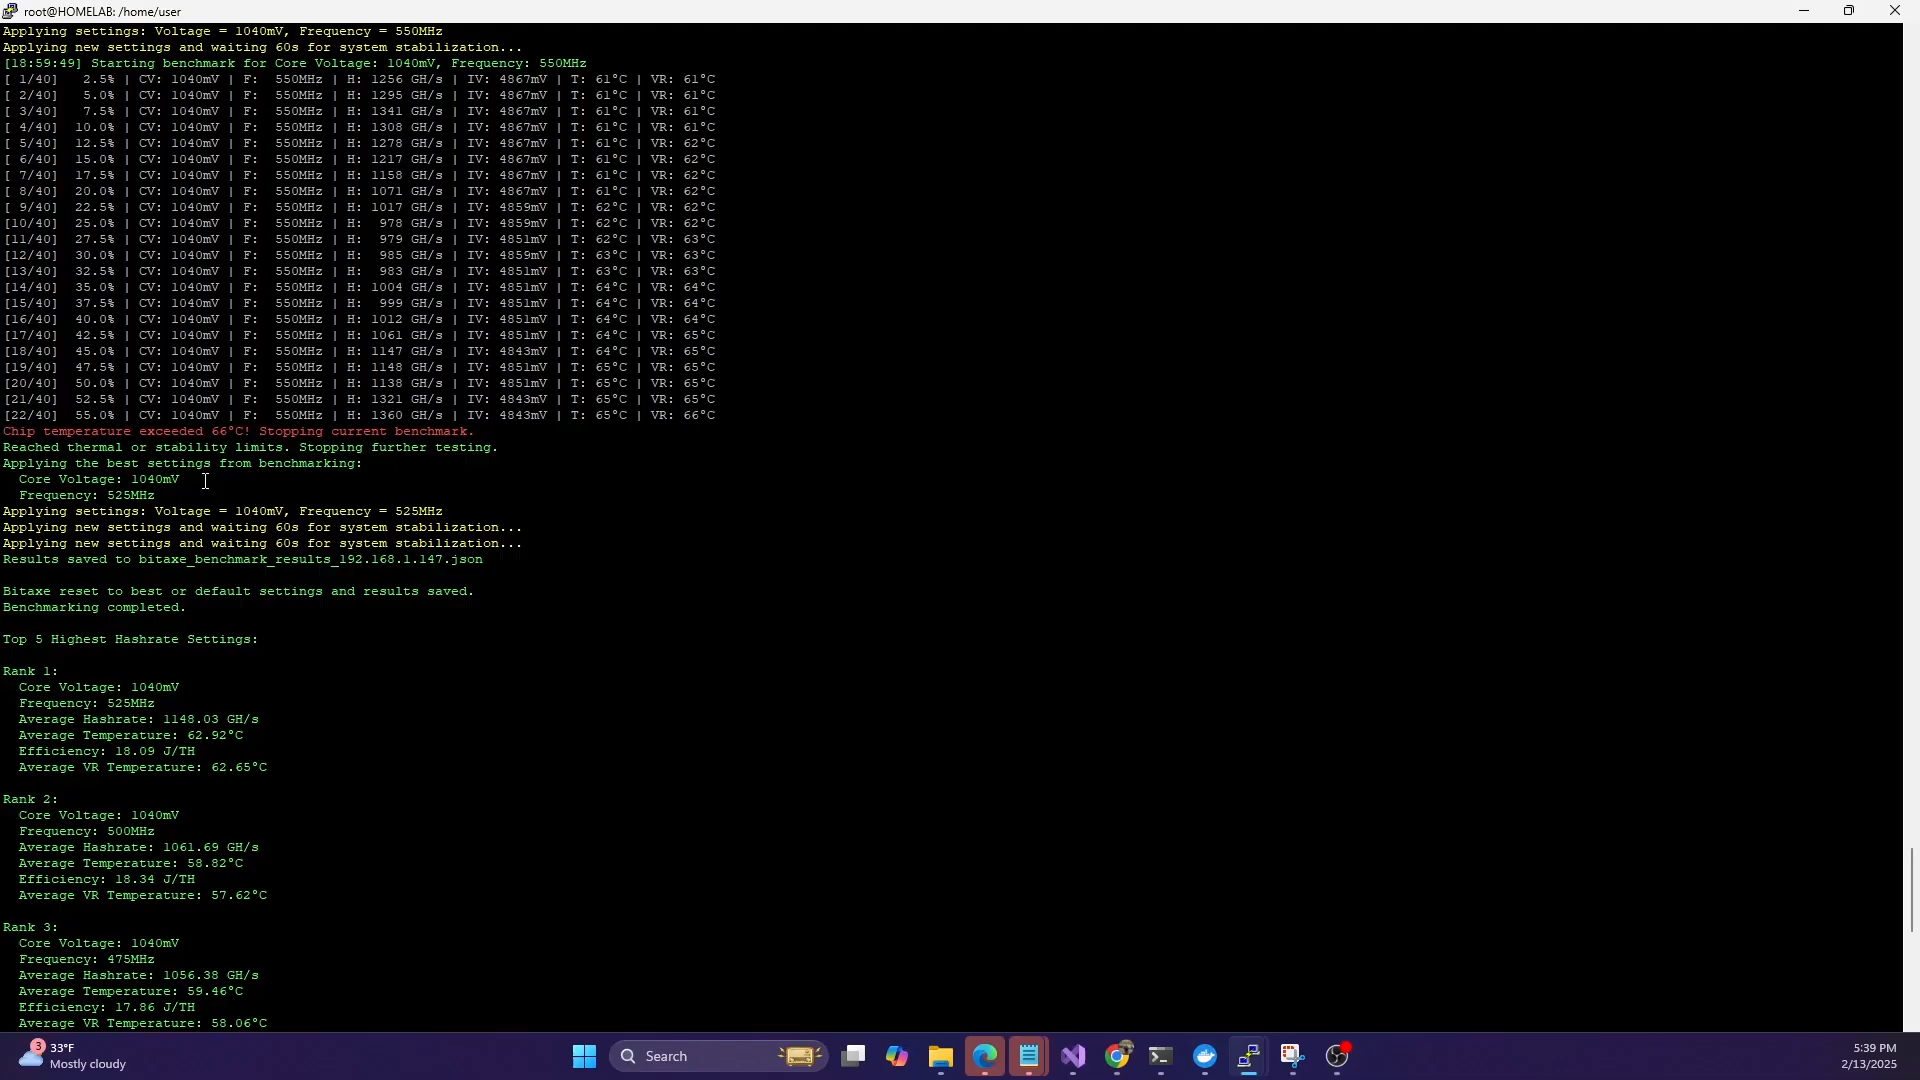 root@HOMELAB: /home/user
Applying settings: Voltage = 1040mV, Frequency = 550MHz
Applying new settings and waiting 60s for system stabilization...
[18:59:49] Starting benchmark for Core Voltage: 1040mV, Frequency: 550MHz
[ 1/40]   2.5% | CV: 1040mV | F:  550MHz | H: 1256 GH/s | IV: 4867mV | T: 61°C | VR: 61°C
[ 2/40]   5.0% | CV: 1040mV | F:  550MHz | H: 1295 GH/s | IV: 4867mV | T: 61°C | VR: 61°C
[ 3/40]   7.5% | CV: 1040mV | F:  550MHz | H: 1341 GH/s | IV: 4867mV | T: 61°C | VR: 61°C
[ 4/40]  10.0% | CV: 1040mV | F:  550MHz | H: 1308 GH/s | IV: 4867mV | T: 61°C | VR: 61°C
[ 5/40]  12.5% | CV: 1040mV | F:  550MHz | H: 1278 GH/s | IV: 4867mV | T: 61°C | VR: 62°C
[ 6/40]  15.0% | CV: 1040mV | F:  550MHz | H: 1217 GH/s | IV: 4867mV | T: 61°C | VR: 62°C
[ 7/40]  17.5% | CV: 1040mV | F:  550MHz | H: 1158 GH/s | IV: 4867mV | T: 61°C | VR: 62°C
[ 8/40]  20.0% | CV: 1040mV | F:  550MHz | H: 1071 GH/s | IV: 4867mV | T: 61°C | VR: 62°C
[ 9/40]  22.5% | CV: 1040mV | F:  550MHz | H: 1017 GH/s | IV: 4859mV | T: 62°C | VR: 62°C
[10/40]  25.0% | CV: 1040mV | F:  550MHz | H:  978 GH/s | IV: 4859mV | T: 62°C | VR: 62°C
[11/40]  27.5% | CV: 1040mV | F:  550MHz | H:  979 GH/s | IV: 4851mV | T: 62°C | VR: 63°C
[12/40]  30.0% | CV: 1040mV | F:  550MHz | H:  985 GH/s | IV: 4859mV | T: 63°C | VR: 63°C
[13/40]  32.5% | CV: 1040mV | F:  550MHz | H:  983 GH/s | IV: 4851mV | T: 63°C | VR: 63°C
[14/40]  35.0% | CV: 1040mV | F:  550MHz | H: 1004 GH/s | IV: 4851mV | T: 64°C | VR: 64°C
[15/40]  37.5% | CV: 1040mV | F:  550MHz | H:  999 GH/s | IV: 4851mV | T: 64°C | VR: 64°C
[16/40]  40.0% | CV: 1040mV | F:  550MHz | H: 1012 GH/s | IV: 4851mV | T: 64°C | VR: 64°C
[17/40]  42.5% | CV: 1040mV | F:  550MHz | H: 1061 GH/s | IV: 4851mV | T: 64°C | VR: 65°C
[18/40]  45.0% | CV: 1040mV | F:  550MHz | H: 1147 GH/s | IV: 4843mV | T: 64°C | VR: 65°C
[19/40]  47.5% | CV: 1040mV | F:  550MHz | H: 1148 GH/s | IV: 4851mV | T: 65°C | VR: 65°C
[20/40]  50.0% | CV: 1040mV | F:  550MHz | H: 1138 GH/s | IV: 4851mV | T: 65°C | VR: 65°C
[21/40]  52.5% | CV: 1040mV | F:  550MHz | H: 1321 GH/s | IV: 4843mV | T: 65°C | VR: 65°C
[22/40]  55.0% | CV: 1040mV | F:  550MHz | H: 1360 GH/s | IV: 4843mV | T: 65°C | VR: 66°C
Chip temperature exceeded 66°C! Stopping current benchmark.
Reached thermal or stability limits. Stopping further testing.
Applying the best settings from benchmarking:
  Core Voltage: 1040mV
  Frequency: 525MHz
Applying settings: Voltage = 1040mV, Frequency = 525MHz
Applying new settings and waiting 60s for system stabilization...
Applying new settings and waiting 60s for system stabilization...
Results saved to bitaxe_benchmark_results_192.168.1.147.json
Bitaxe reset to best or default settings and results saved.
Benchmarking completed.
Top 5 Highest Hashrate Settings:
Rank 1:
  Core Voltage: 1040mV
  Frequency: 525MHz
  Average Hashrate: 1148.03 GH/s
  Average Temperature: 62.92°C
  Efficiency: 18.09 J/TH
  Average VR Temperature: 62.65°C
Rank 2:
  Core Voltage: 1040mV
  Frequency: 500MHz
  Average Hashrate: 1061.69 GH/s
  Average Temperature: 58.82°C
  Efficiency: 18.34 J/TH
  Average VR Temperature: 57.62°C
Rank 3:
  Core Voltage: 1040mV
  Frequency: 475MHz
  Average Hashrate: 1056.38 GH/s
  Average Temperature: 59.46°C
  Efficiency: 17.86 J/TH
  Average VR Temperature: 58.06°C
3
33°F
Mostly cloudy
Search
5:39 PM
2/13/2025